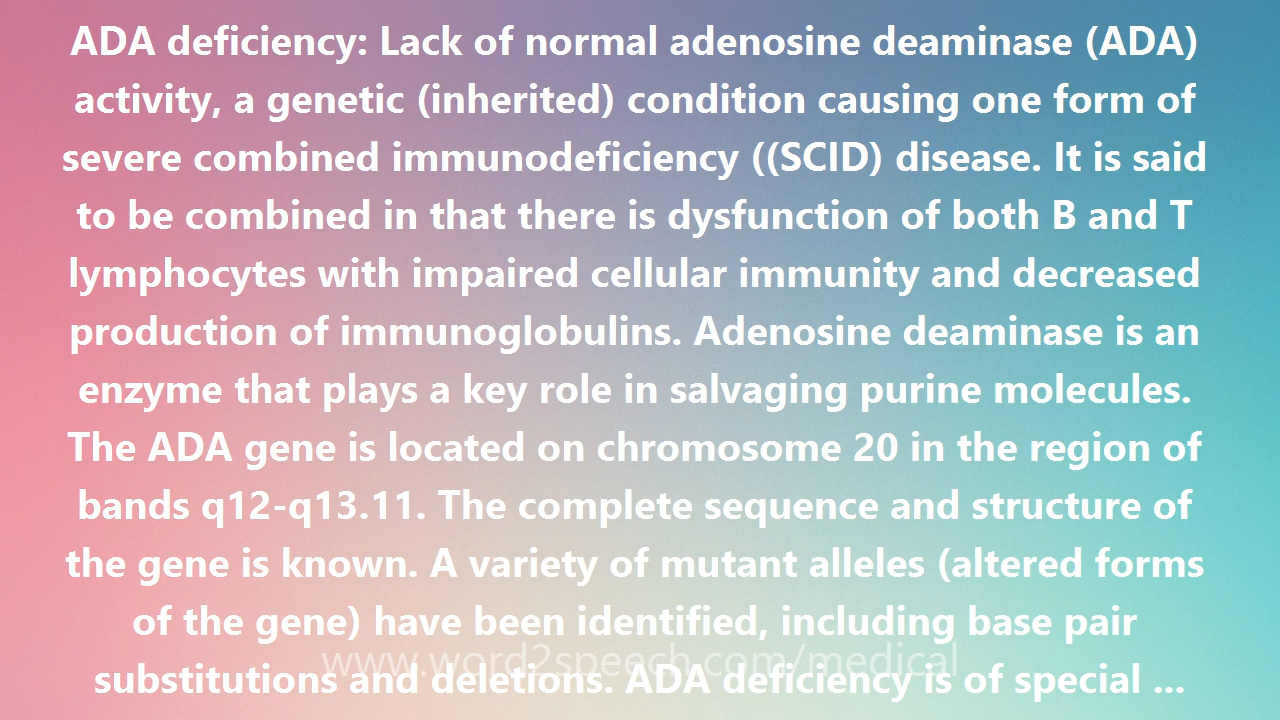 ADA deficiency: Lack of normal adenosine deaminase (ADA)
activity, a genetic (inherited) condition causing one form of
severe combined immunodeficiency ((SCID) disease. It is said
to be combined in that there is dysfunction of both B and T
lymphocytes with impaired cellular immunity and decreased
production of immunoglobulins. Adenosine deaminase is an
enzyme that plays a key role in salvaging purine molecules.
The ADA gene is located on chromosome 20 in the region of
bands q12-q13.11. The complete sequence and structure of
the gene is known. A variety of mutant alleles (altered forms
of the gene) have been identified, including base pair
www.word2speech.com/medical
substitutions and deletions. ADA deficiency is of special ...